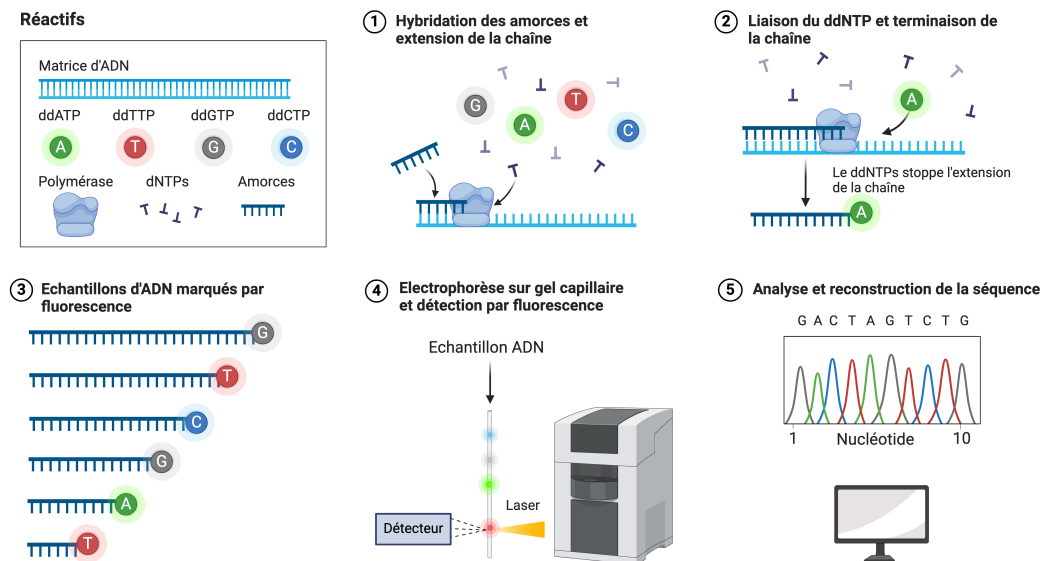 Réactifs
Matrice d'ADN
ddATP ddTTP ddGTP ddCTP
A T G C
Polymérase dNTPs Amorces
1 Hybridation des amorces et
extension de la chaîne
G A T C
2 Liaison du ddNTP et terminaison de
la chaîne
A
Le ddNTPs stoppe l'extension
de la chaîne
A
3 Echantillons d'ADN marqués par
fluorescence
G
T
C
G
A
T
4 Electrophorèse sur gel capillaire
et détection par fluorescence
Echantillon ADN
Laser
Détecteur
5 Analyse et reconstruction de la séquence
G A C T A G T C T G
1 Nucléotide 10